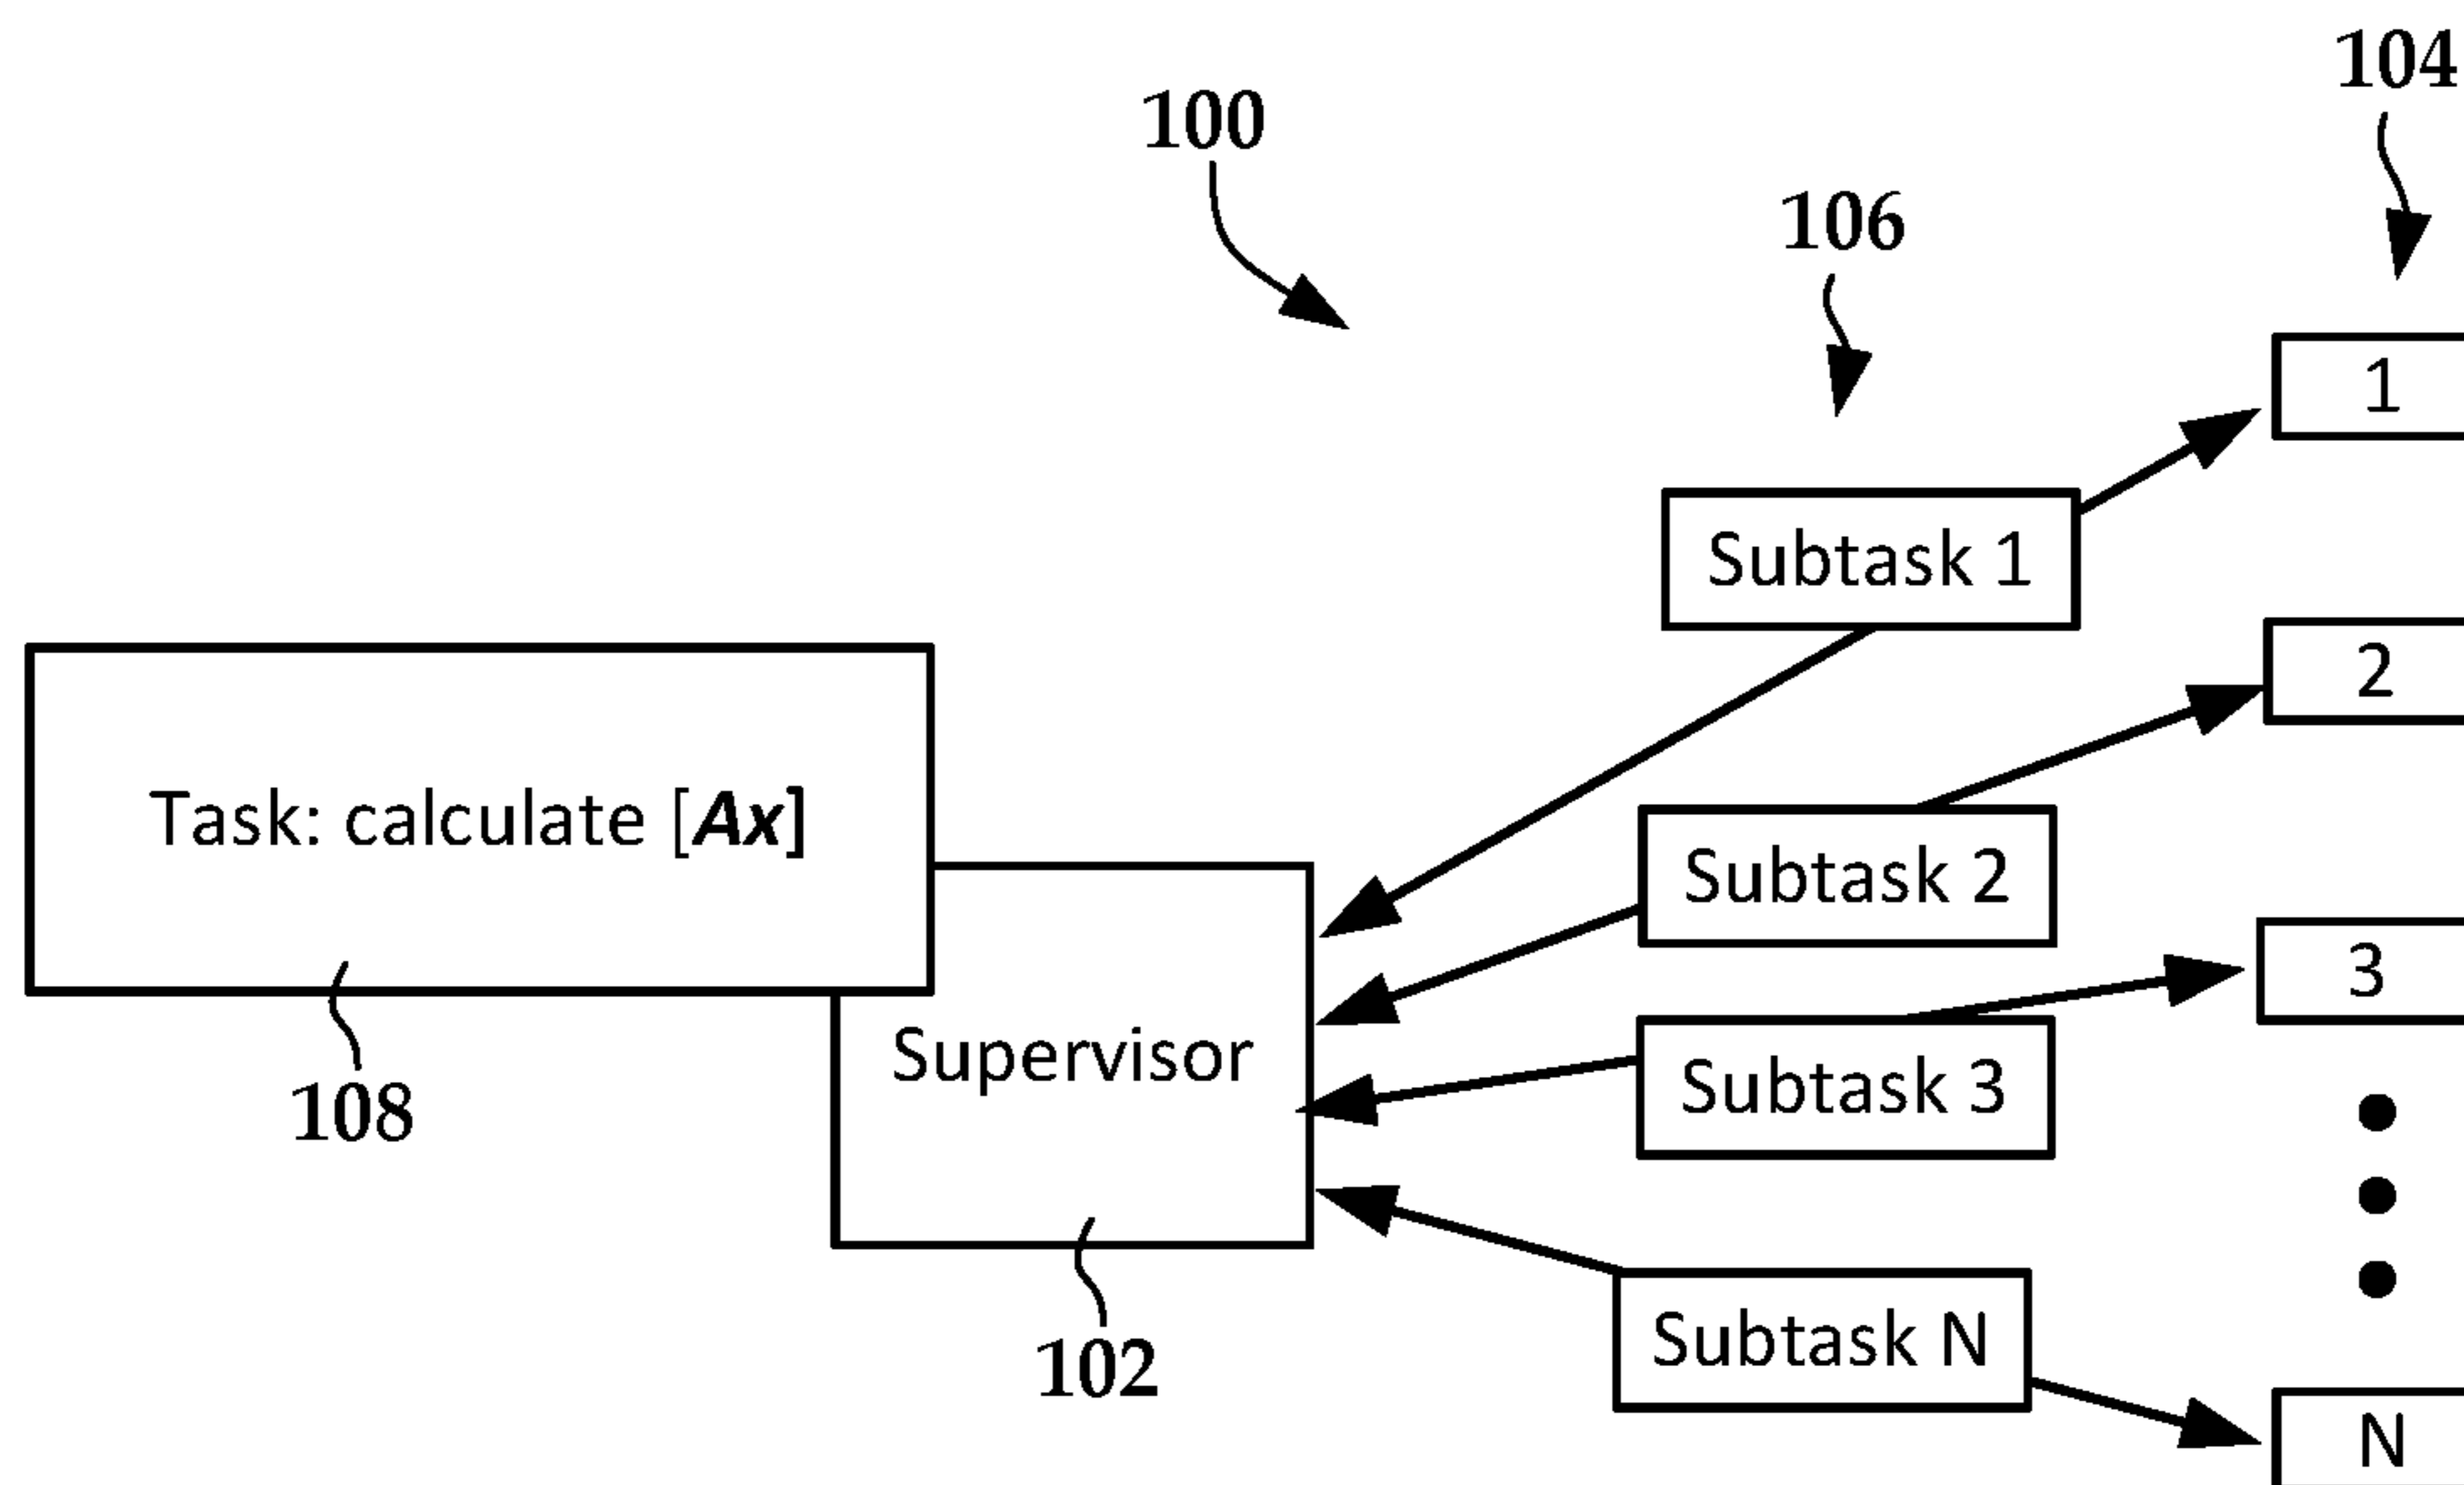 104
100
106
1
Subtask 1
2
Task: calculate [Ax]
Subtask 2
3
Supervisor
Subtask 3
108
Subtask N
102
N